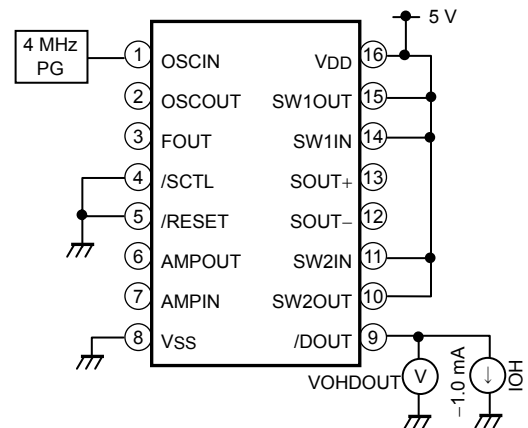 5 V
4 MHz
PG
1 OSCIN
2 OSCOUT
3 FOUT
4 /SCTL
5 /RESET
6 AMPOUT
7 AMPIN
8 VSS
VDD 16
SW1OUT 15
SW1IN 14
SOUT+ 13
SOUT− 12
SW2IN 11
SW2OUT 10
/DOUT 9
VOHDOUT
V
−1.0 mA
↓
IOH